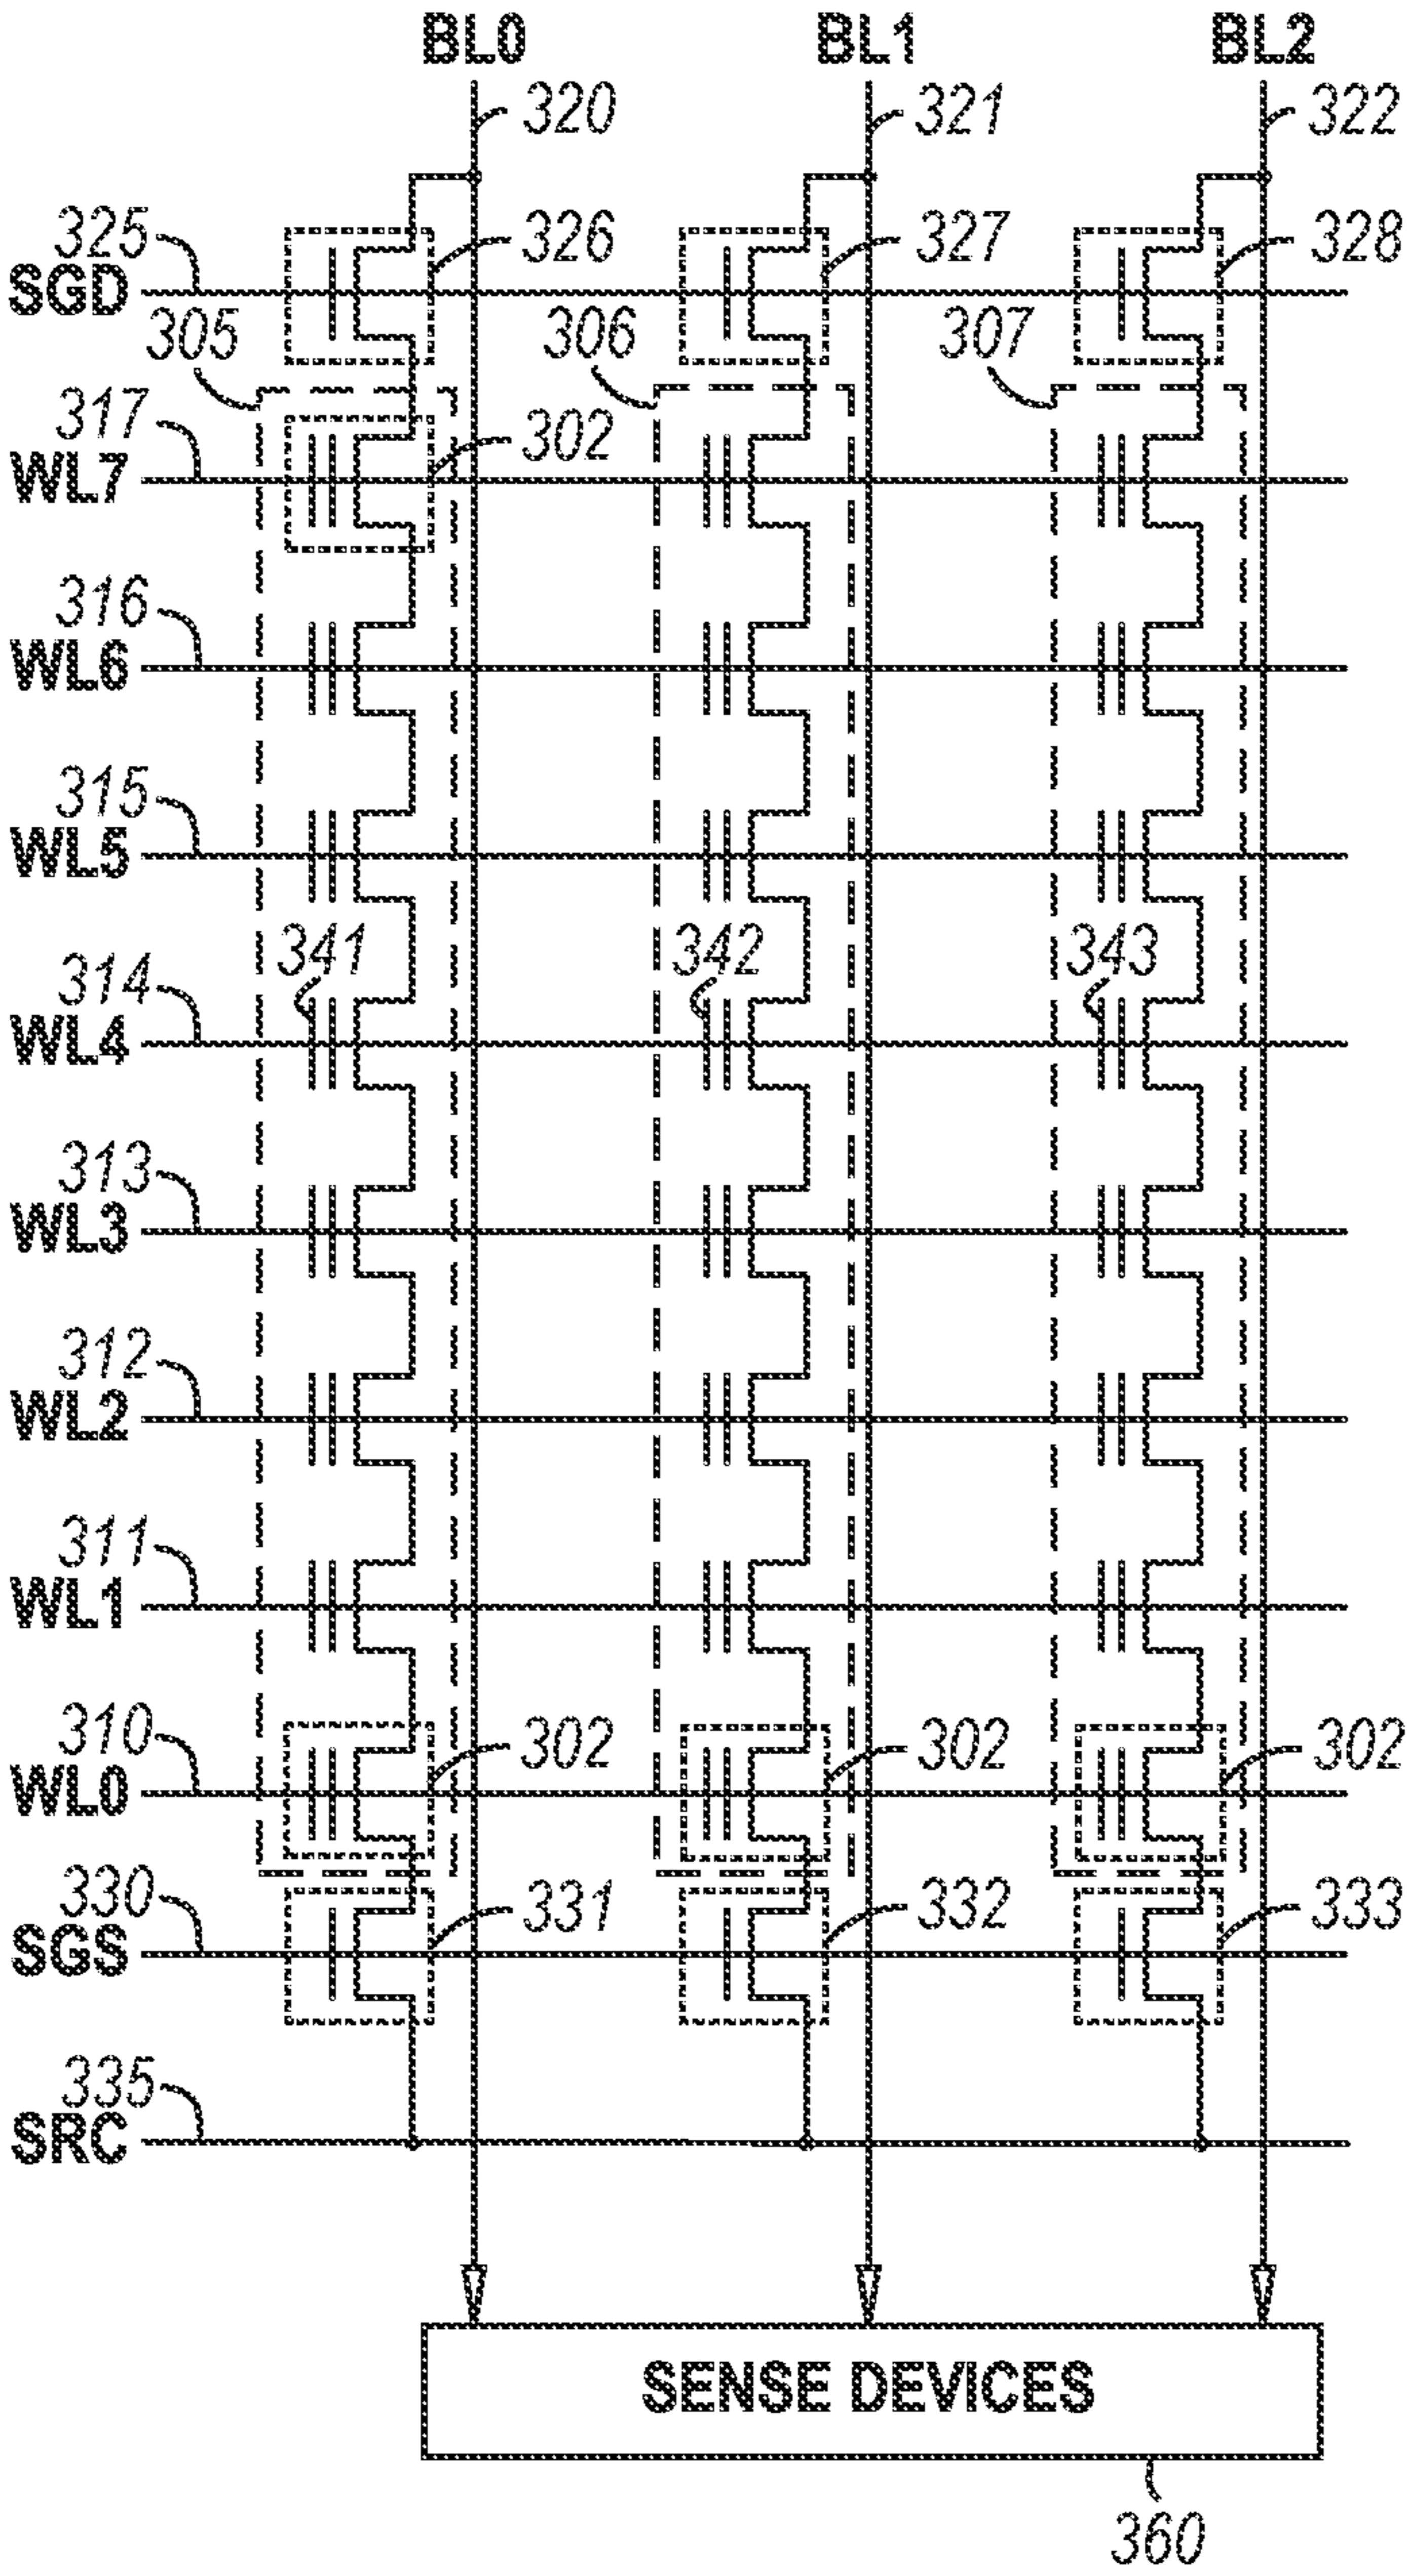 BL0 BL1 BL2
320 321 322
325 326 327 328
SGD
305 306 307
317 302
WL7
316
WL6
315
WL5
341 342 343
314
WL4
313
WL3
312
WL2
311
WL1
310 302 302 302
WL0
330 331 332 333
SGS
335
SRC
SENSE DEVICES
360